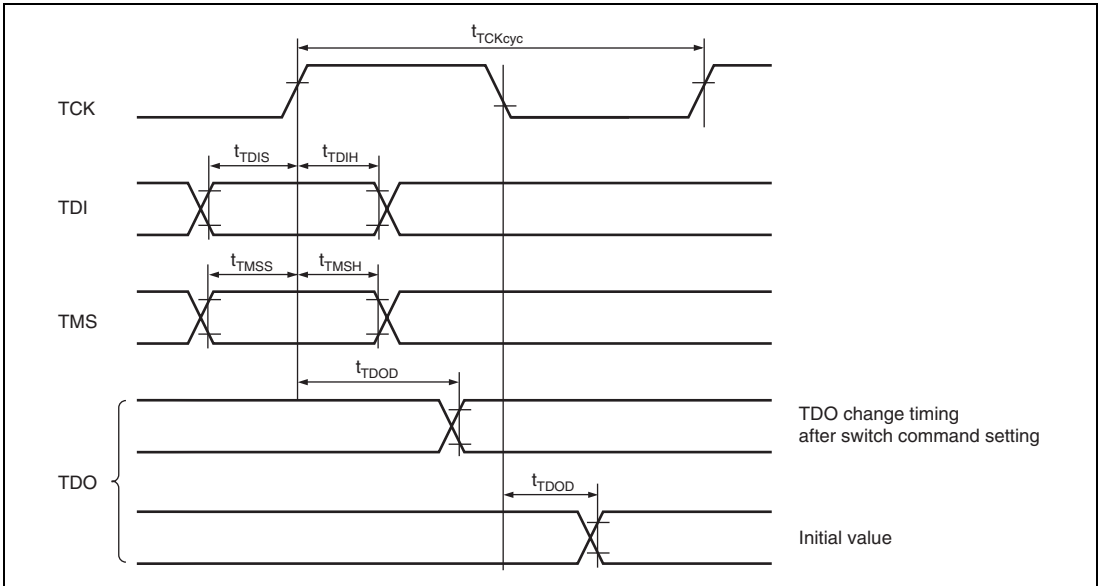 tTCKcyc
TCK
tTDIS
tTDIH
TDI
tTMSS
tTMSH
TMS
tTDOD
TDO change timing
after switch command setting
TDO
tTDOD
Initial value